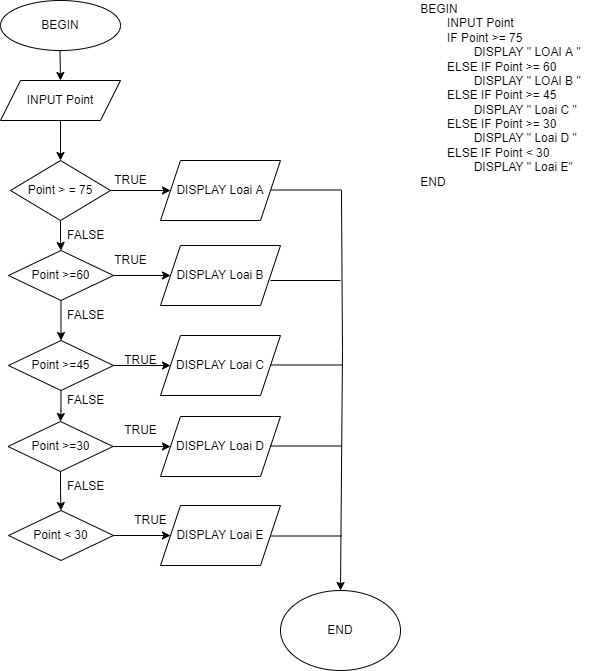 BEGIN
INPUT Point
Point > = 75
TRUE
DISPLAY Loai A
FALSE
Point >=60
TRUE
DISPLAY Loai B
FALSE
Point >=45
TRUE
DISPLAY Loai C
FALSE
Point >=30
TRUE
DISPLAY Loai D
FALSE
Point < 30
TRUE
DISPLAY Loai E
END
BEGIN
INPUT Point
IF Point >= 75
DISPLAY " LOAI A "
ELSE IF Point >= 60
DISPLAY " LOAI B "
ELSE IF Point >= 45
DISPLAY " Loai C "
ELSE IF Point >= 30
DISPLAY " Loai D "
ELSE IF Point < 30
DISPLAY " Loai E"
END